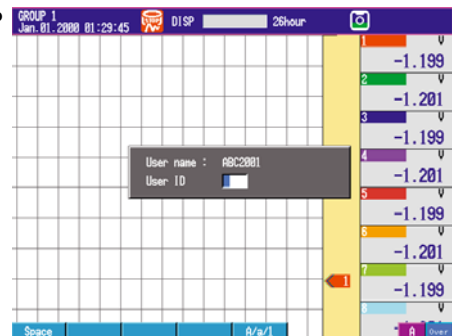 GROUP 1
Jan.01.2000 01:29:45
DISP
26hour
1 V
-1.199
2 V
-1.201
3 V
-1.199
4 V
-1.201
5 V
-1.199
6 V
-1.201
7 V
-1.199
8 V
1
User name : ABC2001
User ID
Space
A/a/1
A
Over